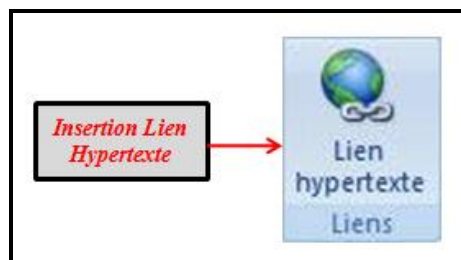 Insertion Lien
Hypertexte
Lien
hypertexte
Liens